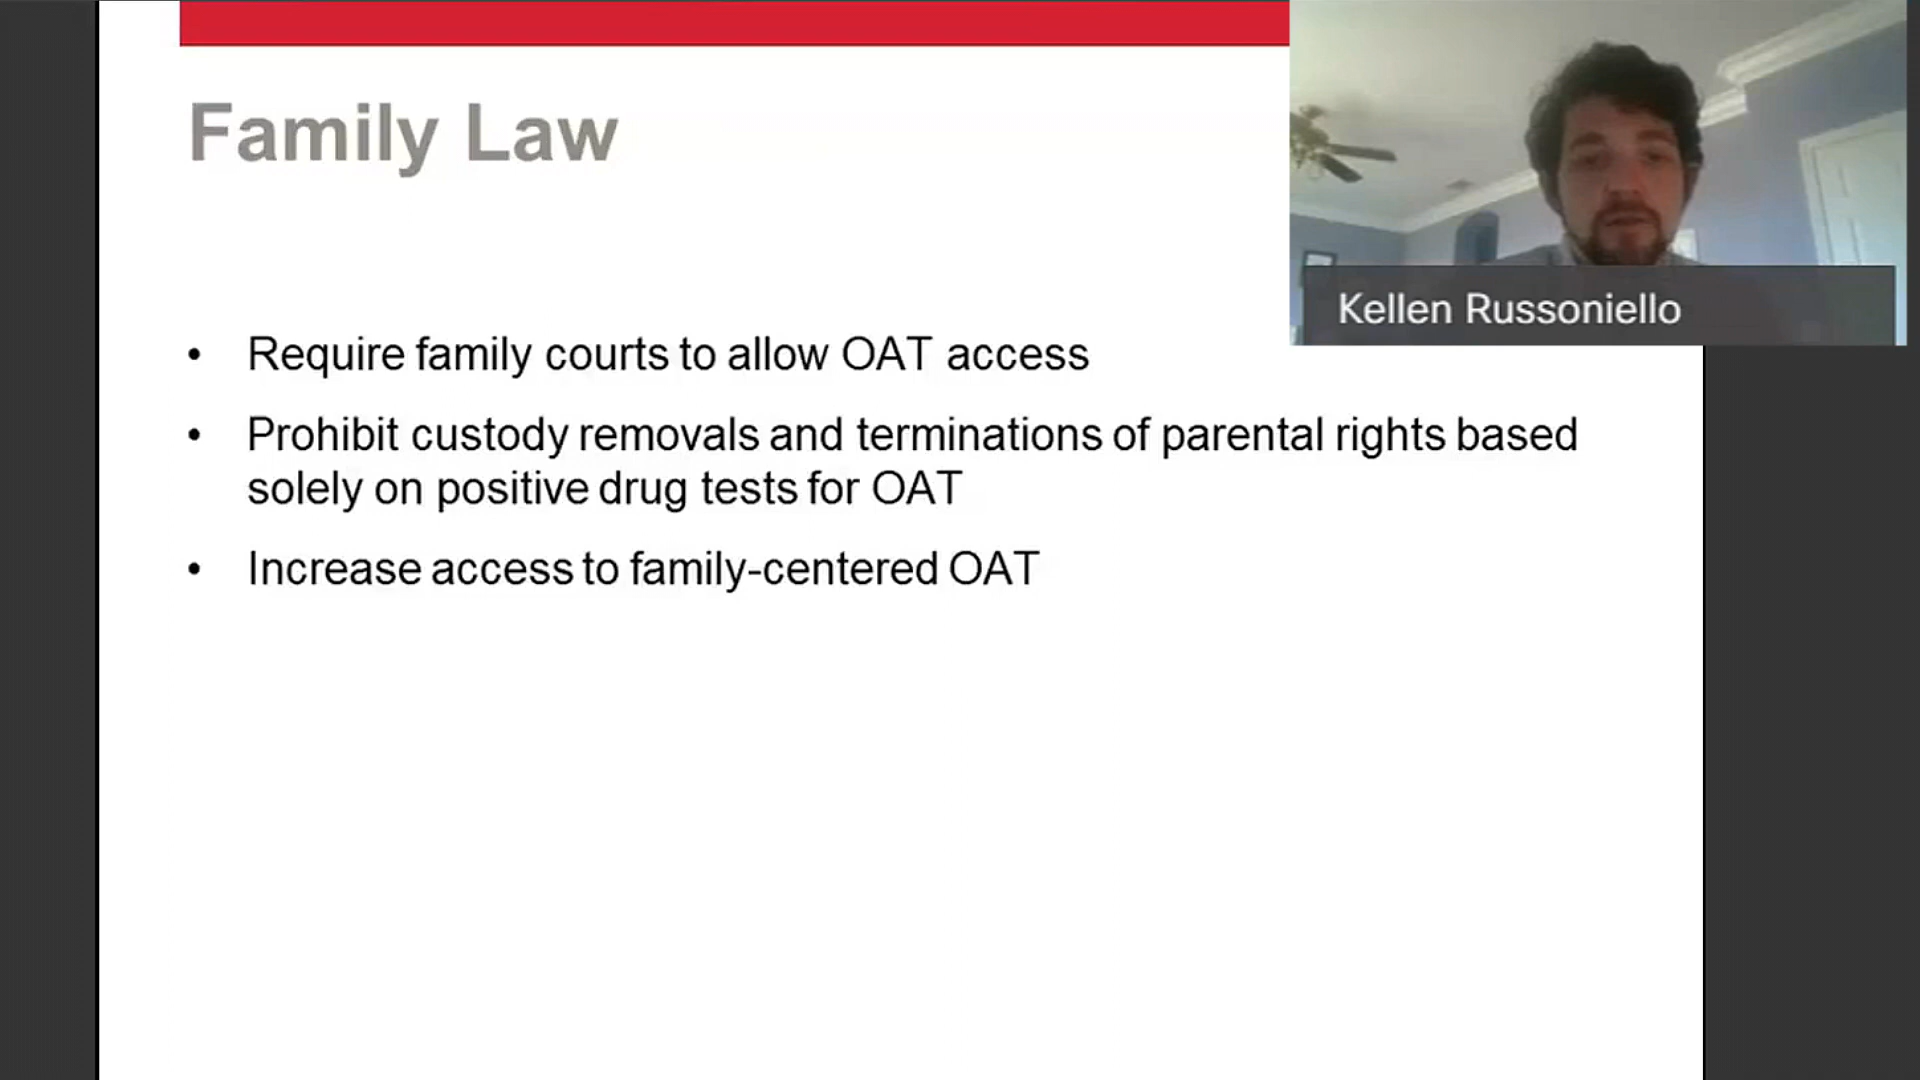 Family Law
Kellen Russoniello
• Require family courts to allow OAT access
• Prohibit custody removals and terminations of parental rights based
solely on positive drug tests for OAT
• Increase access to family-centered OAT